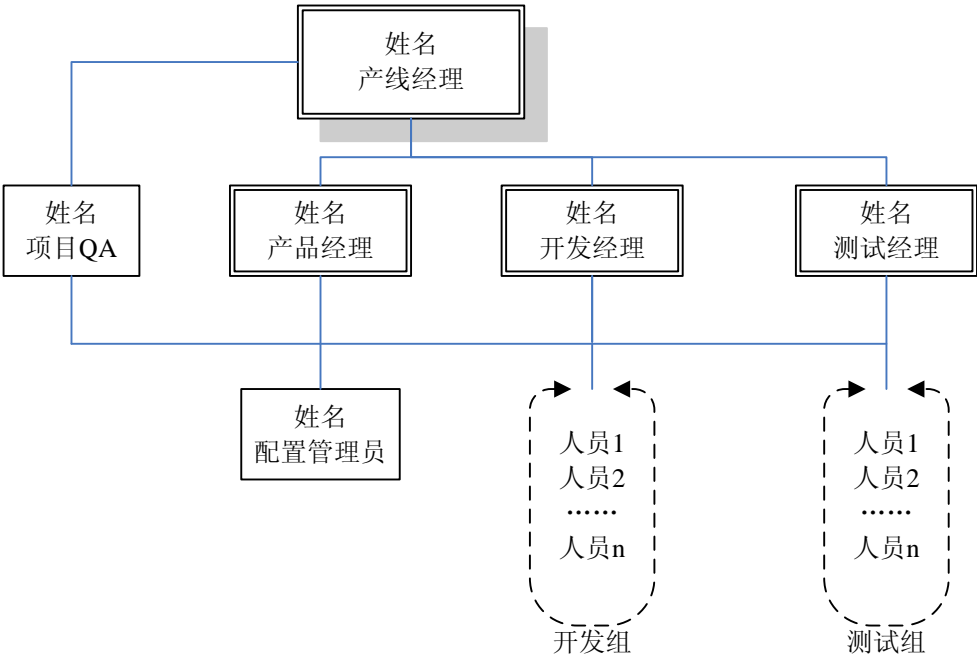 姓名
产线经理
姓名
项目QA
姓名
产品经理
姓名
开发经理
姓名
测试经理
姓名
配置管理员
人员1
人员2
……
人员n
开发组
人员1
人员2
……
人员n
测试组